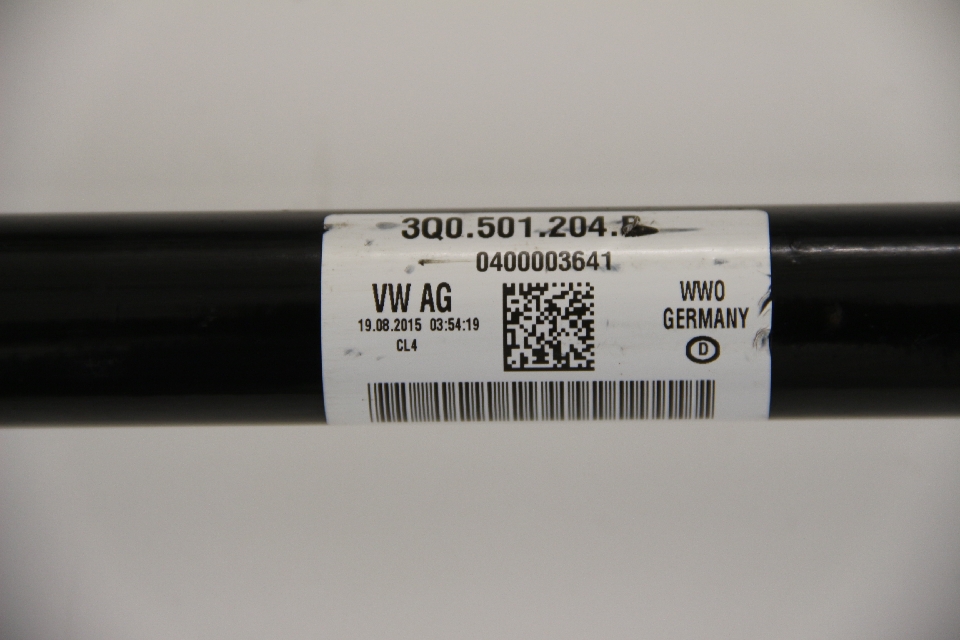 3Q0.501.204.
0400003641
VW AG
19.08.2015 03:54:19
CL4
WWO
GERMANY
D